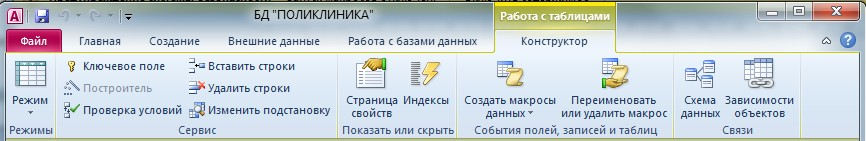 БД "ПОЛИКЛИНИКА"
Работа с таблицами
Файл Главная Создание Внешние данные Работа с базами данных Конструктор
Режим
Режимы
Ключевое поле
Построитель
Проверка условий
Вставить строки
Удалить строки
Изменить подстановку
Сервис
Страница свойств
Индексы
Показать или скрыть
Создать макросы данных
Переименовать или удалить макрос
События полей, записей и таблиц
Схема данных
Зависимости объектов
Связи